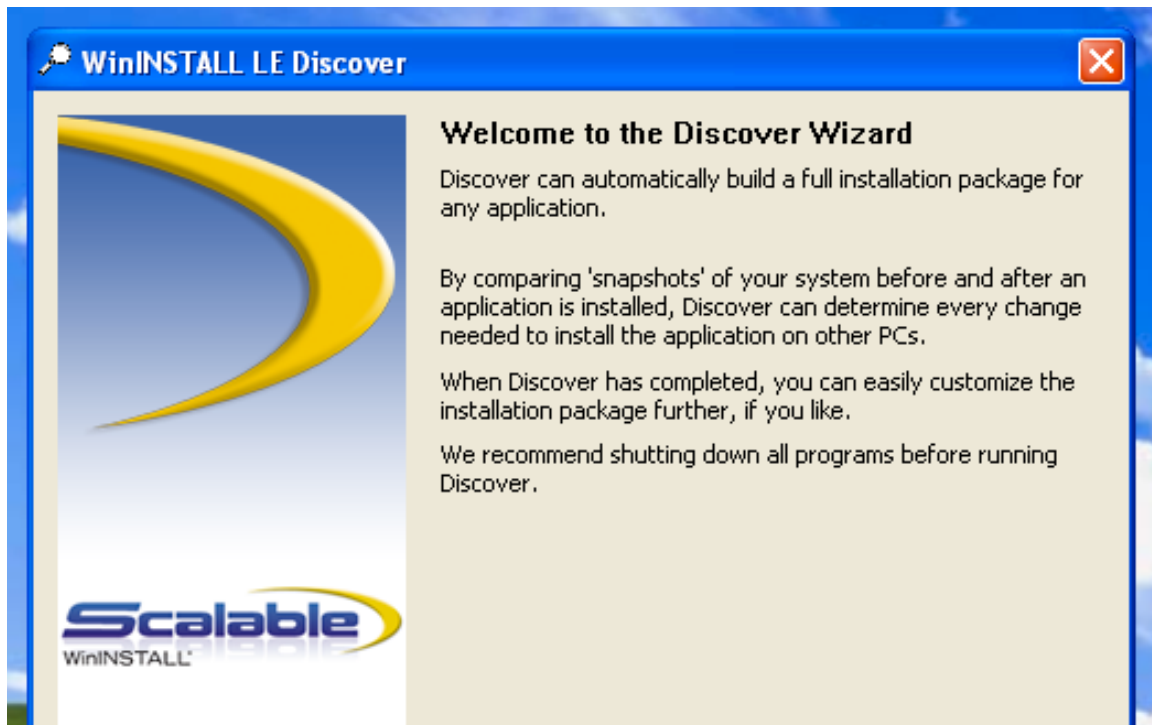 WinINSTALL LE Discover
Welcome to the Discover Wizard
Discover can automatically build a full installation package for
any application.
By comparing 'snapshots' of your system before and after an
application is installed, Discover can determine every change
needed to install the application on other PCs.
When Discover has completed, you can easily customize the
installation package further, if you like.
We recommend shutting down all programs before running
Discover.
Scalable
WinINSTALL